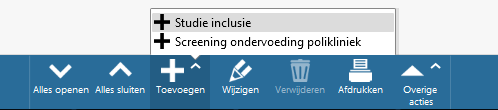 Studie inclusie
Screening ondervoeding polikliniek
Alles openen
Alles sluiten
Toevoegen
Wijzigen
Verwijderen
Afdrukken
Overige
acties